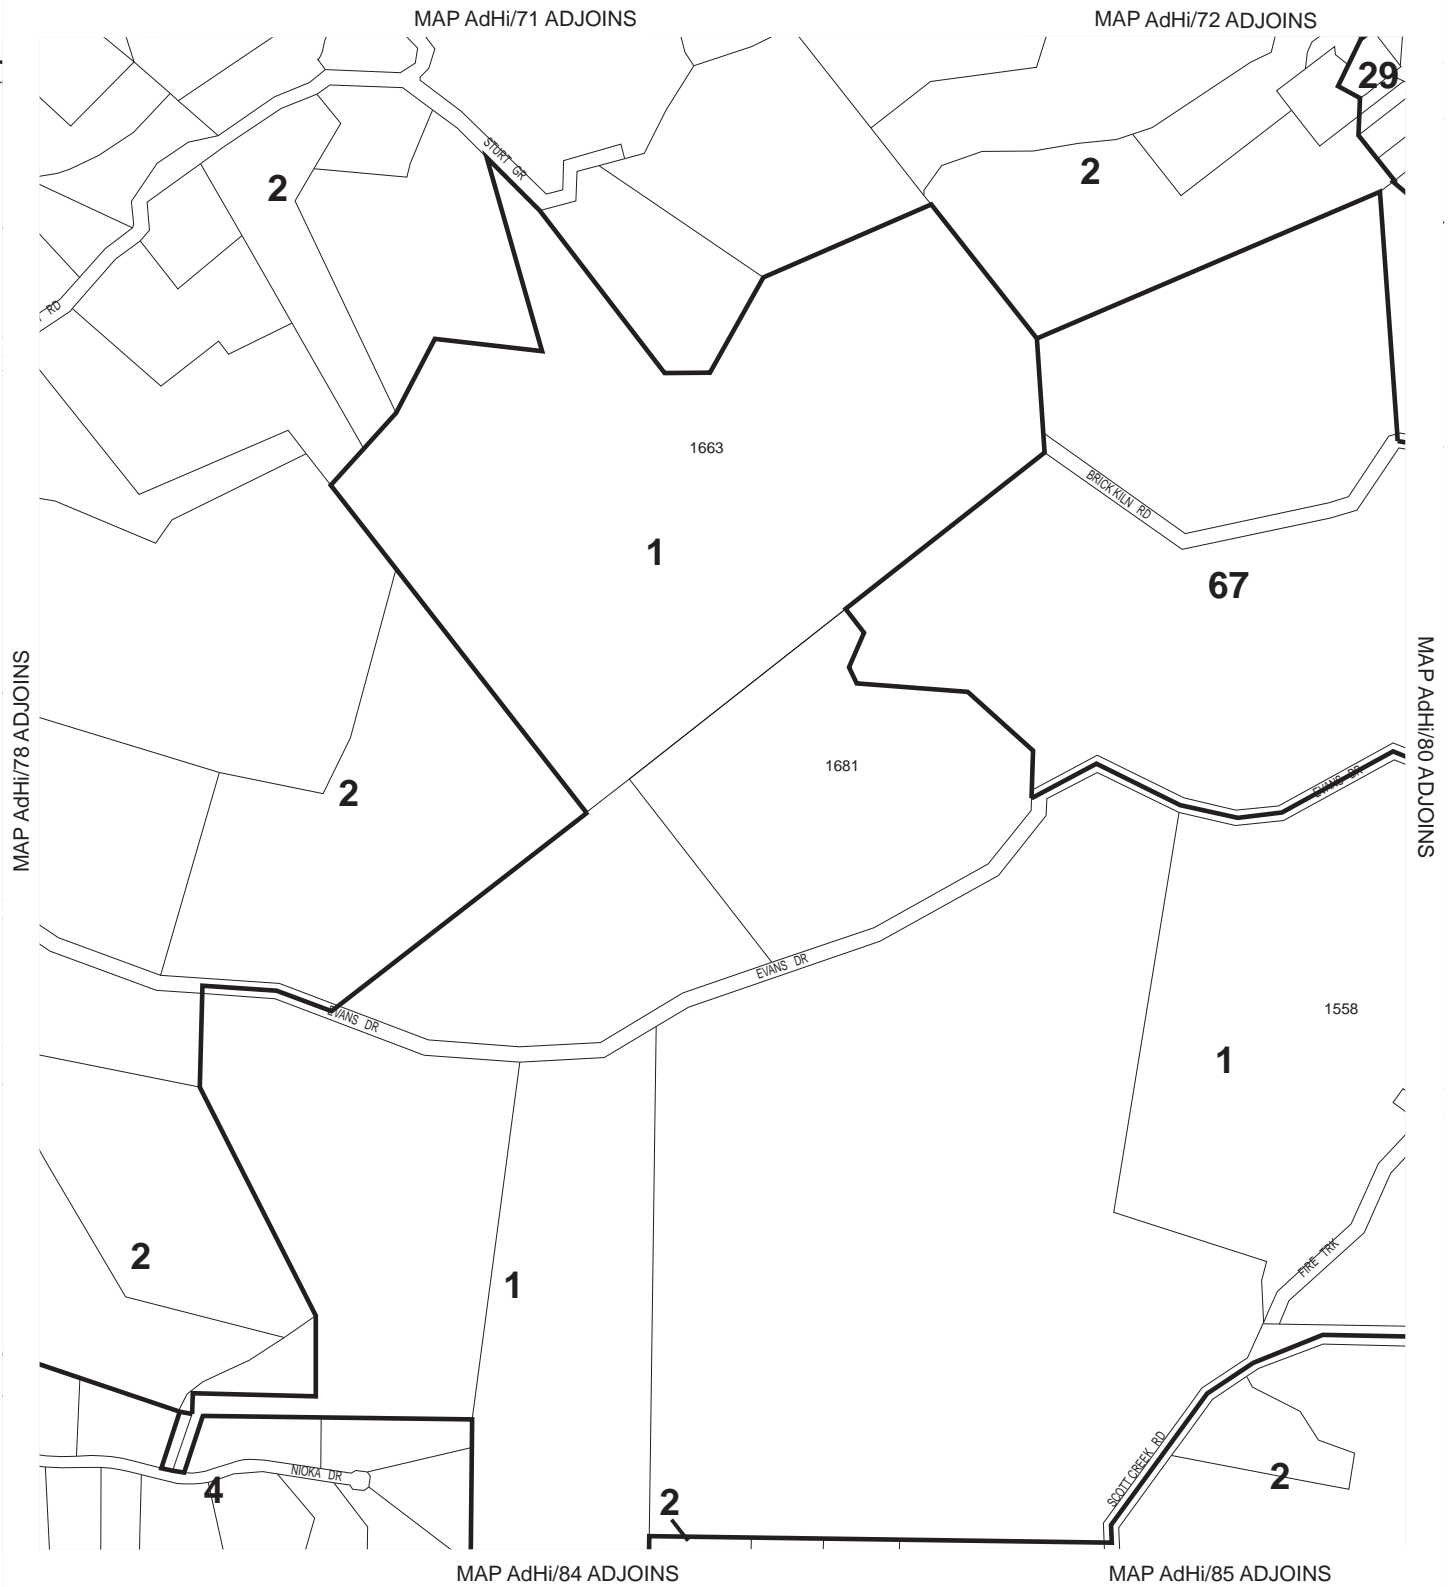 MAP AdHi/71 ADJOINS
MAP AdHi/72 ADJOINS
29
STURT GR
2
2
RD
1663
BRICK KILN RD
1
67
MAP AdHi/78 ADJOINS
MAP AdHi/80 ADJOINS
1681
EVANS DR
2
EVANS DR
EVANS DR
1558
1
2
FIRE TRK
1
SCOTT CREEK RD
NIOKA DR
4
2
2
MAP AdHi/84 ADJOINS
MAP AdHi/85 ADJOINS